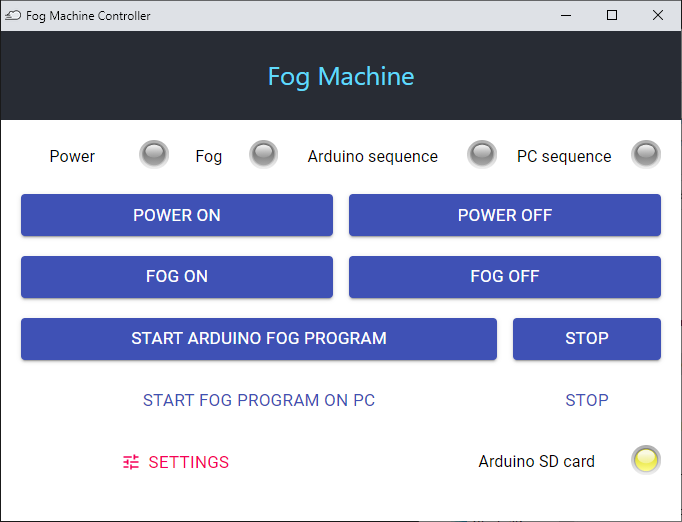 Fog Machine Controller
Fog Machine
Power Fog Arduino sequence PC sequence
POWER ON POWER OFF
FOG ON FOG OFF
START ARDUINO FOG PROGRAM STOP
START FOG PROGRAM ON PC STOP
SETTINGS Arduino SD card